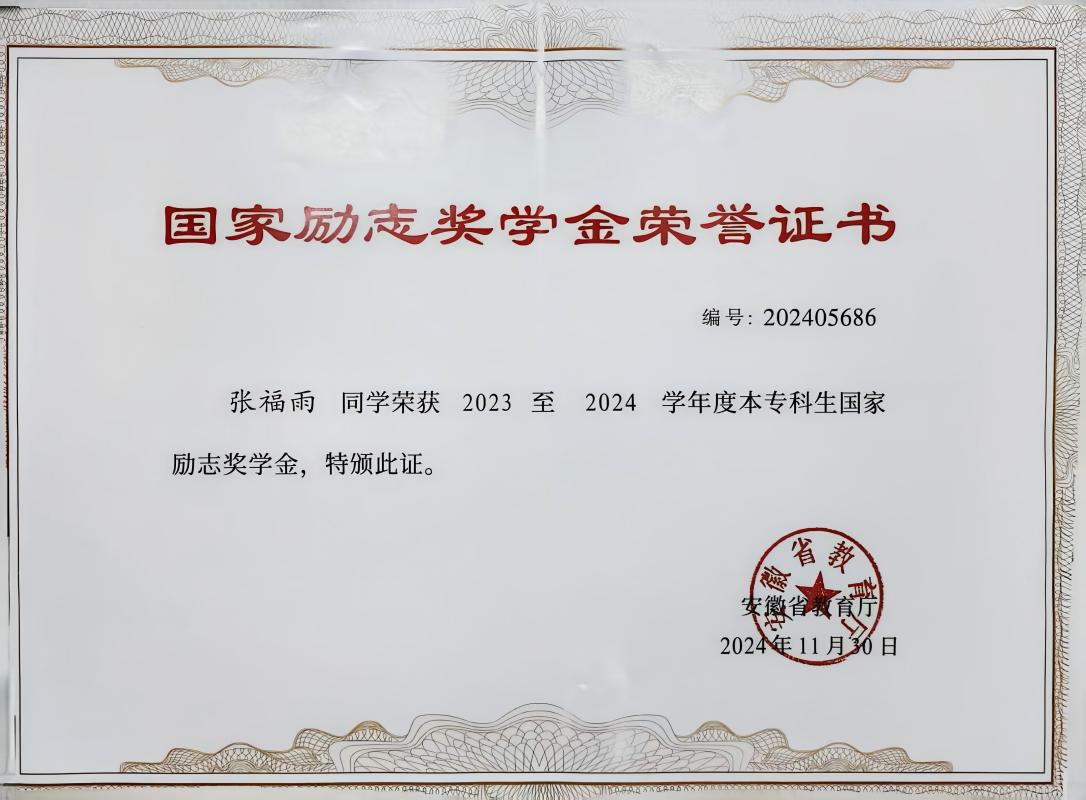 国家励志奖学金荣誉证书
编号：202405686
张福雨 同学荣获 2023 至 2024 学年度本专科生国家
励志奖学金，特颁此证。
安徽省教育厅
安徽省教育厅
2024年11月30日